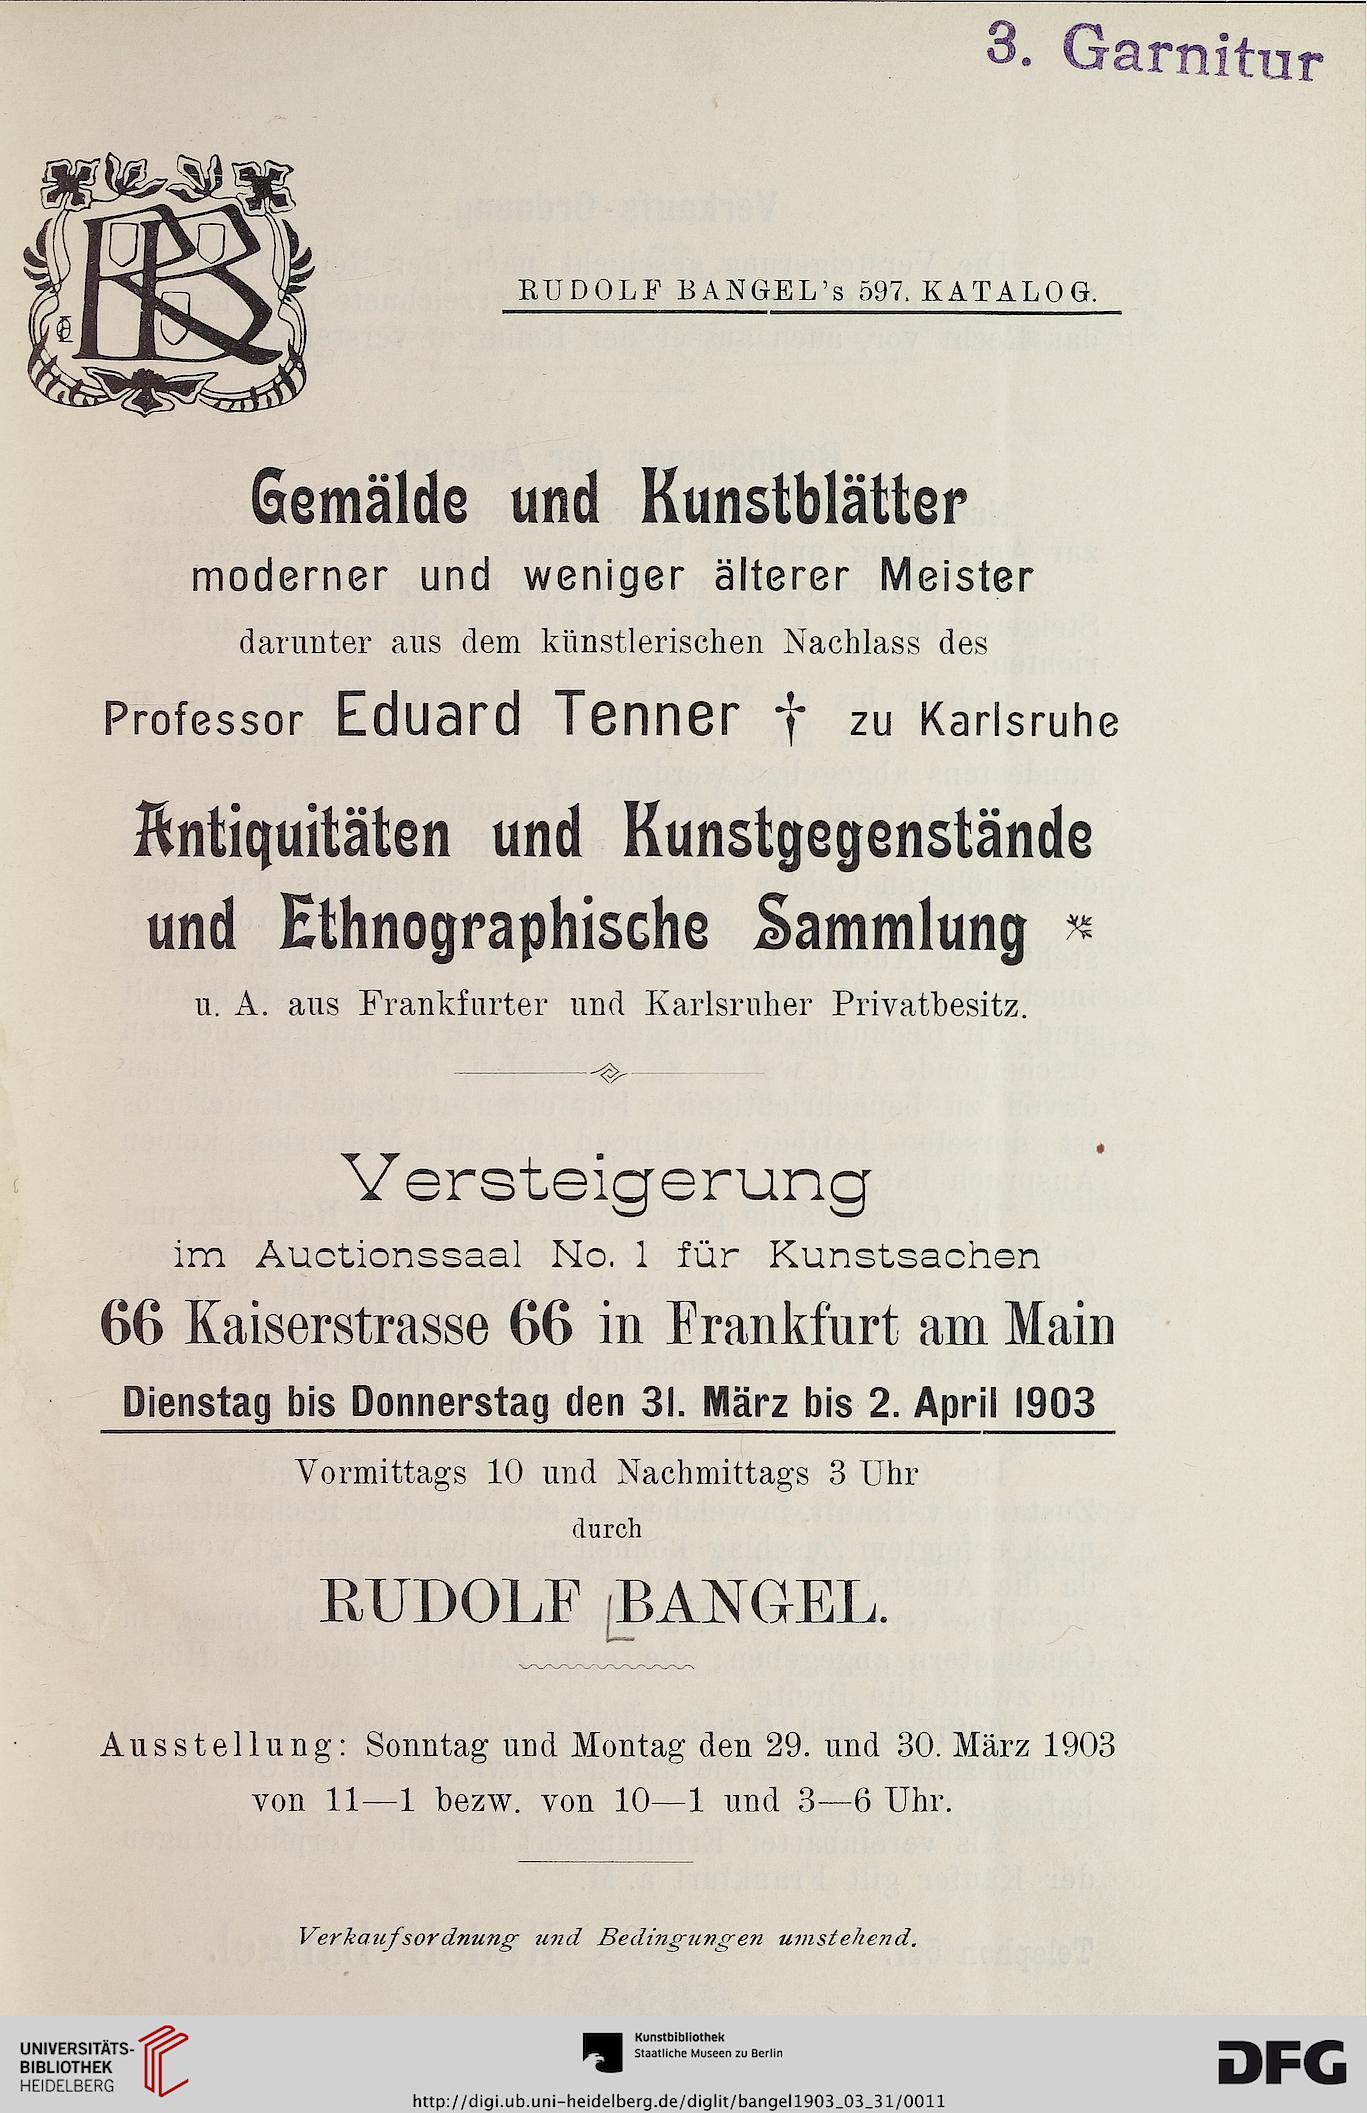 3. Garnitur
RB
RUDOLF BANGEL's 597. KATALOG.
Gemälde und Kunstblätter
moderner und weniger älterer Meister
darunter aus dem künstlerischen Nachlass des
Professor Eduard Tenner † zu Karlsruhe
Antiquitäten und Kunstgegenstände
und Ethnographische Sammlung
u. A. aus Frankfurter und Karlsruher Privatbesitz.
Versteigerung
im Auctionssaal No. 1 für Kunstsachen
66 Kaiserstrasse 66 in Frankfurt am Main
Dienstag bis Donnerstag den 31. März bis 2. April 1903
Vormittags 10 und Nachmittags 3 Uhr
durch
RUDOLF BANGEL.
Ausstellung: Sonntag und Montag den 29. und 30. März 1903
von 11—1 bezw. von 10—1 und 3—6 Uhr.
Verkaufsordnung und Bedingungen umstehend.
UNIVERSITÄTS-
BIBLIOTHEK
HEIDELBERG
Kunstbibliothek
Staatliche Museen zu Berlin
DFG
http://digi.ub.uni-heidelberg.de/diglit/bangel1903_03_31/0011